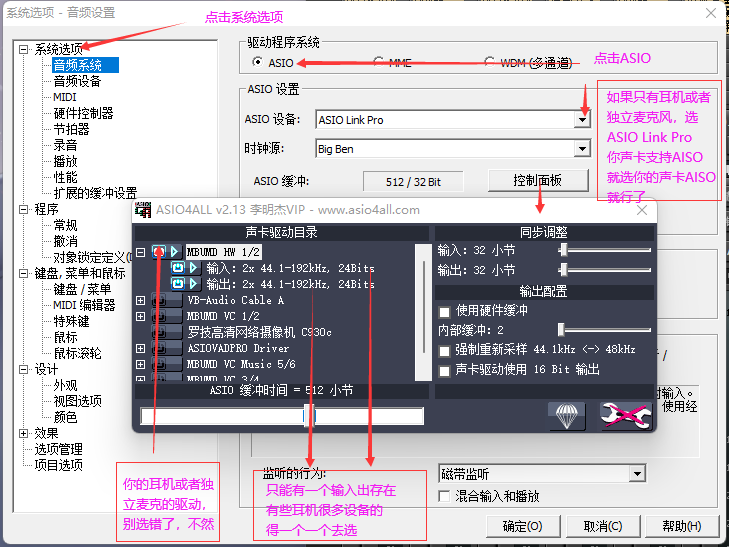 系统选项 - 音频设置
点击系统选项
系统选项
音频系统
音频设备
MIDI
硬件控制器
节拍器
录音
播放
性能
扩展的缓冲设置
程序
常规
撤消
对象锁定定义(
键盘,菜单和鼠标
键盘 / 菜单
MIDI 编辑器
特殊键
鼠标
鼠标滚轮
设计
外观
视图选项
颜色
效果
选项管理
项目选项
驱动程序系统
ASIO
MME
WDM (多通道)
点击ASIO
ASIO 设置
ASIO 设备:
ASIO Link Pro
时钟源:
Big Ben
ASIO 缓冲:
512 / 32 Bit
控制面板
如果只有耳机或者
独立麦克风，选
ASIO Link Pro
你声卡支持AISO
就选你的声卡AISO
就行了
ASIO4ALL v2.13 李明杰VIP - www.asio4all.com
声卡驱动目录
MBUMD HW 1/2
输入: 2x 44.1-192kHz, 24Bits
输出: 2x 44.1-192kHz, 24Bits
VB-Audio Cable A
MBUMD VC 1/2
罗技高清网络摄像机 C930c
ASIOVADPRO Driver
MBUMD VC Music 5/6
MBUMD VC 3/4
ASIO 缓冲时间 = 512 小节
同步调整
输入: 32 小节
输出: 32 小节
输出配置
使用硬件缓冲
内部缓冲: 2
强制重新采样 44.1kHz <-> 48kHz
声卡驱动使用 16 Bit 输出
时输入。
使用经
你的耳机或者独
立麦克的驱动，
别选错了，不然
只能有一个输入出存在
有些耳机很多设备的
得一个一个去选
监听的行为:
磁带监听
混合输入和播放
确定(O)
取消(C)
帮助(H)